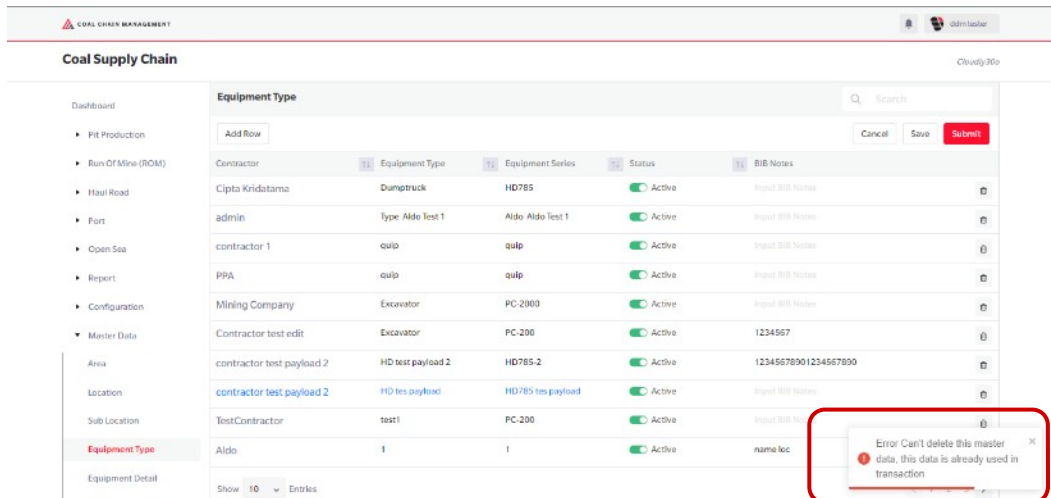 COAL CHAIN MANAGEMENT
ddm tester
Coal Supply Chain
Cloudly30o
Dashboard
Pit Production
Run Of Mine (ROM)
Haul Road
Port
Open Sea
Report
Configuration
Master Data
Area
Location
Sub Location
Equipment Type
Equipment Detail
Equipment Type
Search
Add Row
Cancel Save Submit
Contractor Equipment Type Equipment Series Status BIB Notes
Cipta Kridatama Dumptruck HD785 Active Input BIB Notes
admin Type Aldo Test 1 Aldo Aldo Test 1 Active Input BIB Notes
contractor 1 quip quip Active Input BIB Notes
PPA quip quip Active Input BIB Notes
Mining Company Excavator PC-2000 Active Input BIB Notes
Contractor test edit Excavator PC-200 Active 1234567
contractor test payload 2 HD test payload 2 HD785-2 Active 12345678901234567890
contractor test payload 2 HD tes payload HD785 tes payload Active Input BIB Notes
TestContractor test1 PC-200 Active Input BIB
Aldo 1 1 Active name loc
Show 10 Entries
Error Can't delete this master
data, this data is already used in
transaction